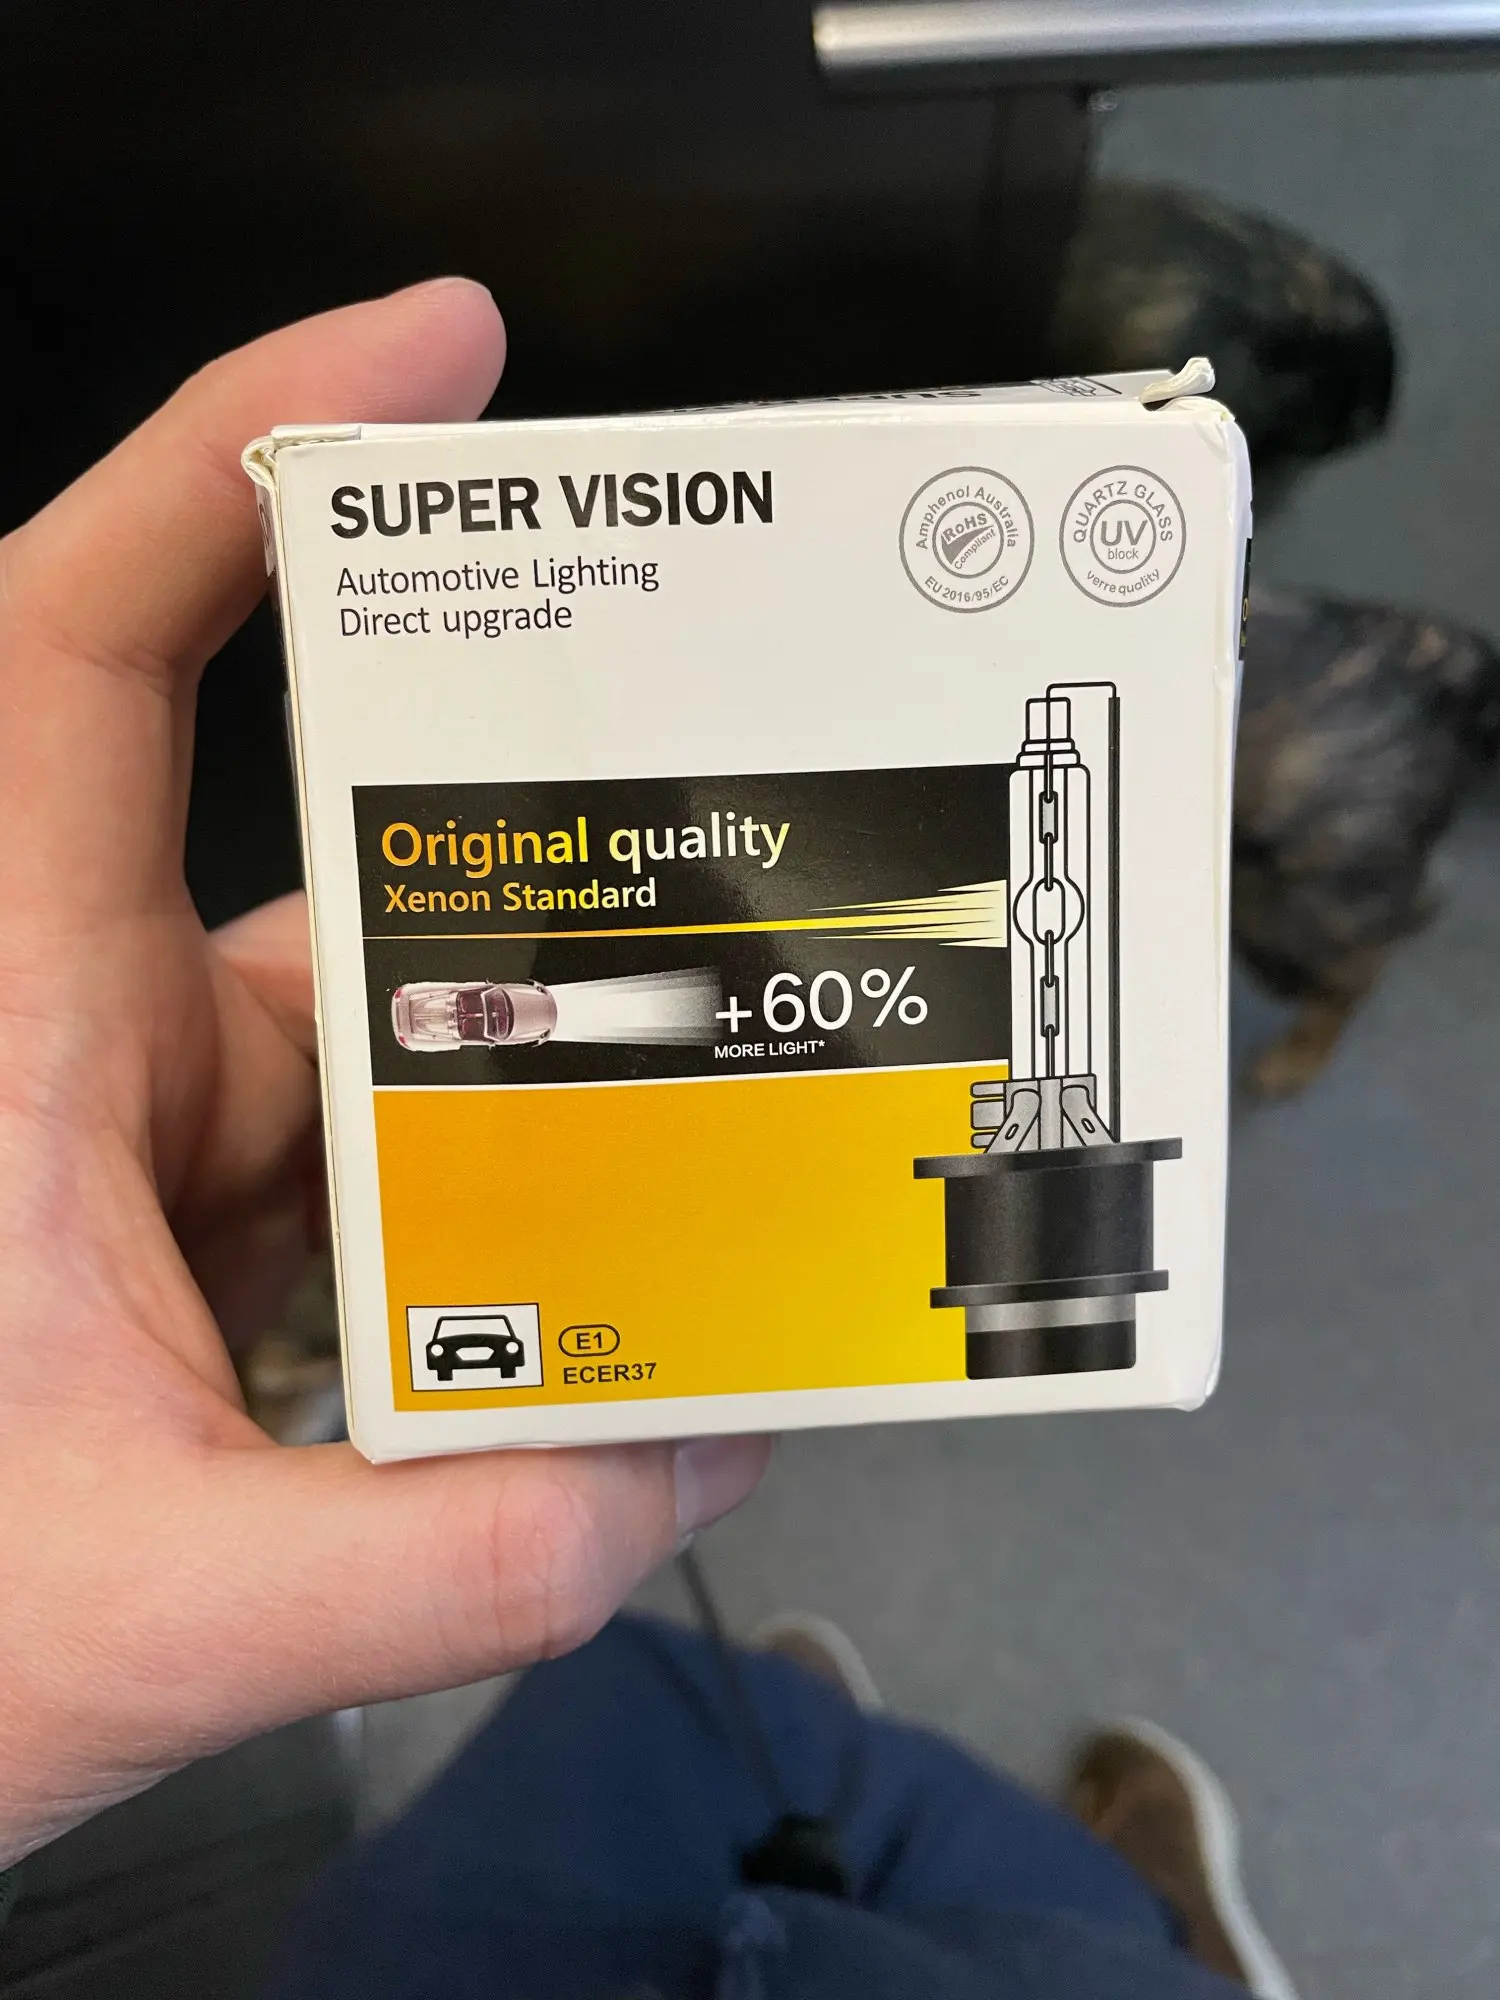 SUPER VISION
Automotive Lighting
Direct upgrade
Amphenol Australia
RoHS
Compliant
EU 2016/95/EC
QUARTZ GLASS
UV
block
verre quality
Original quality
Xenon Standard
+60%
MORE LIGHT*
E1
ECER37